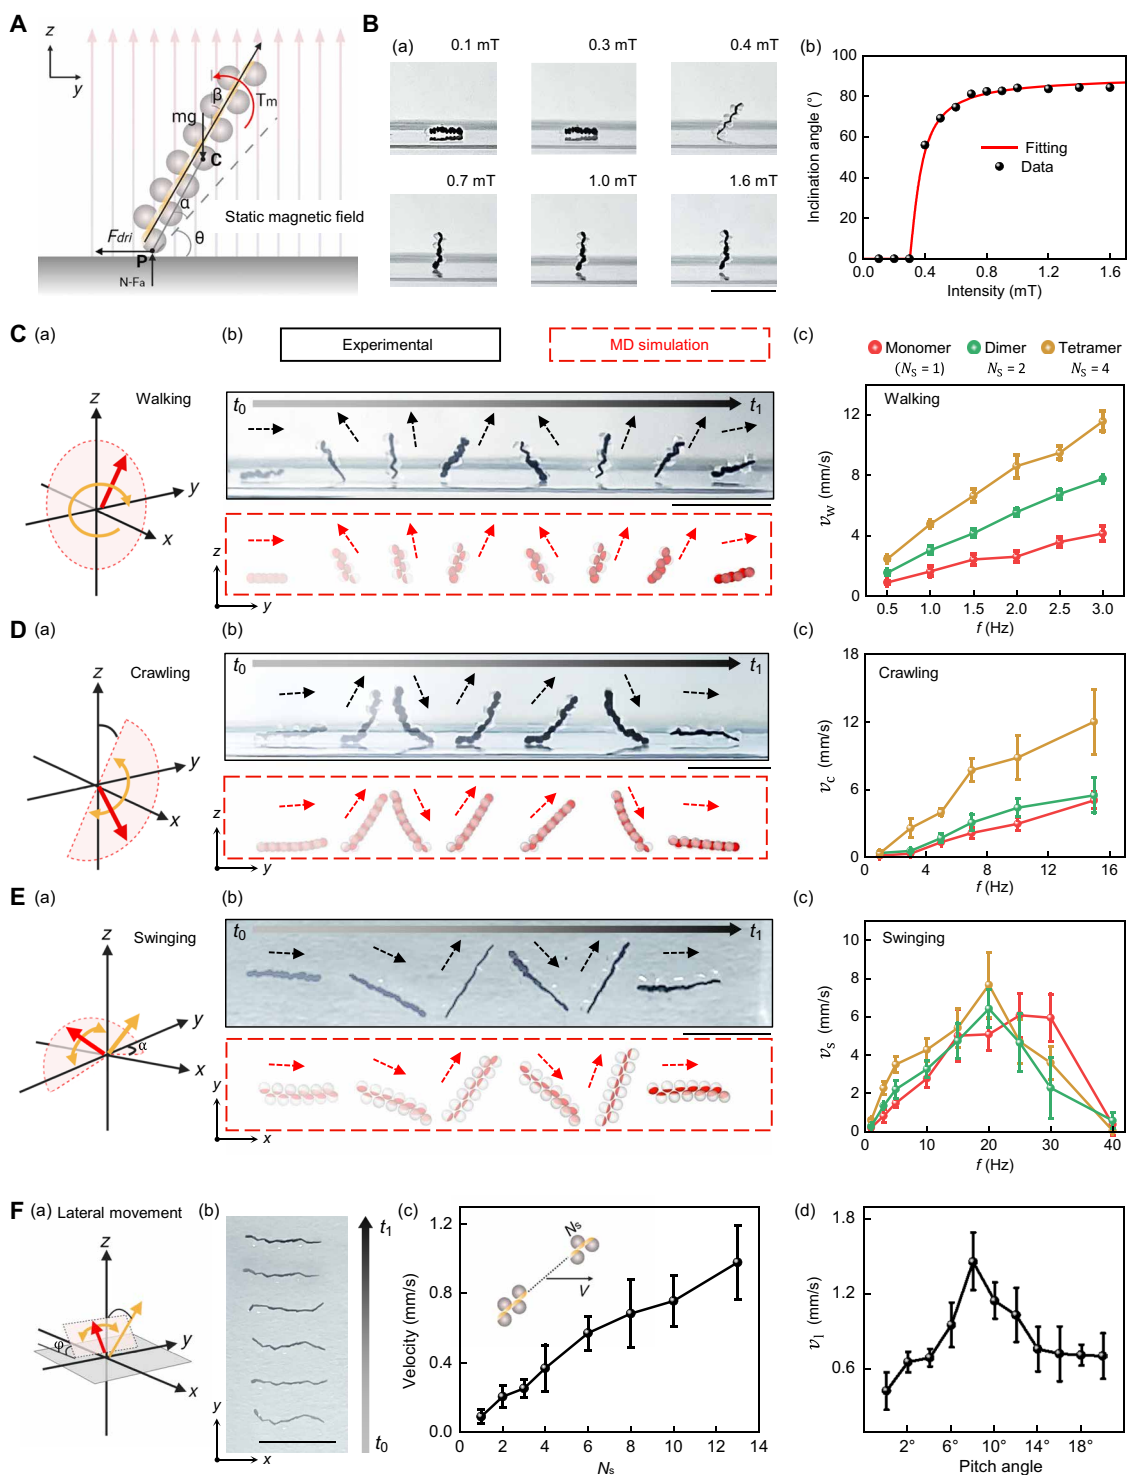 A
z
y
β
Tm
mg
C
α
Static magnetic field
Fdri
θ
P
N-Fa
B
(a)
0.1 mT
0.3 mT
0.4 mT
0.7 mT
1.0 mT
1.6 mT
(b)
Inclination angle (°)
100
80
60
40
20
0
Fitting
Data
0.4
0.8
1.2
1.6
Intensity (mT)
C
(a)
Walking
z
y
x
(b)
Experimental
MD simulation
t0
t1
z
y
(c)
Monomer
Dimer
Tetramer
(NS = 1)
NS = 2
NS = 4
Walking
vw (mm/s)
12
8
4
0
0.5
1.0
1.5
2.0
2.5
3.0
f (Hz)
D
(a)
Crawling
z
y
x
(b)
t0
t1
z
y
(c)
Crawling
vc (mm/s)
18
12
6
0
0
4
8
12
16
f (Hz)
E
(a)
Swinging
z
y
α
x
(b)
t0
t1
y
x
(c)
Swinging
vs (mm/s)
10
8
6
4
2
0
0
10
20
30
40
f (Hz)
F
(a)
Lateral movement
z
y
φ
x
(b)
t1
t0
y
x
(c)
Velocity (mm/s)
1.2
0.8
0.4
0.0
Ns
V
0
2
4
6
8
10
12
14
Ns
(d)
vl (mm/s)
1.8
1.2
0.6
2°
6°
10°
14°
18°
Pitch angle